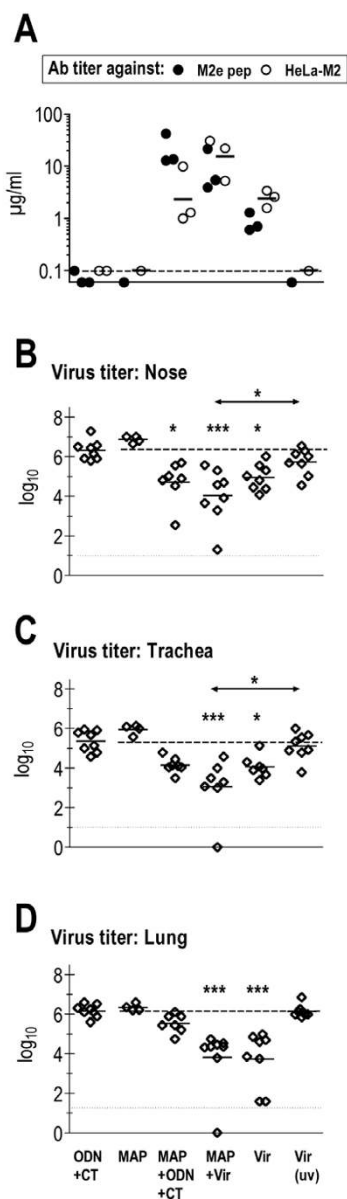 A
Ab titer against: ● M2e pep ○ HeLa-M2
100
10
1
0.1
µg/ml
B
Virus titer: Nose
*
* *** *
8
6
4
2
0
log10
C
Virus titer: Trachea
*
*** *
8
6
4
2
0
log10
D
Virus titer: Lung
*** ***
8
6
4
2
0
log10
ODN MAP MAP MAP Vir Vir
+CT +ODN +Vir (uv)
+CT